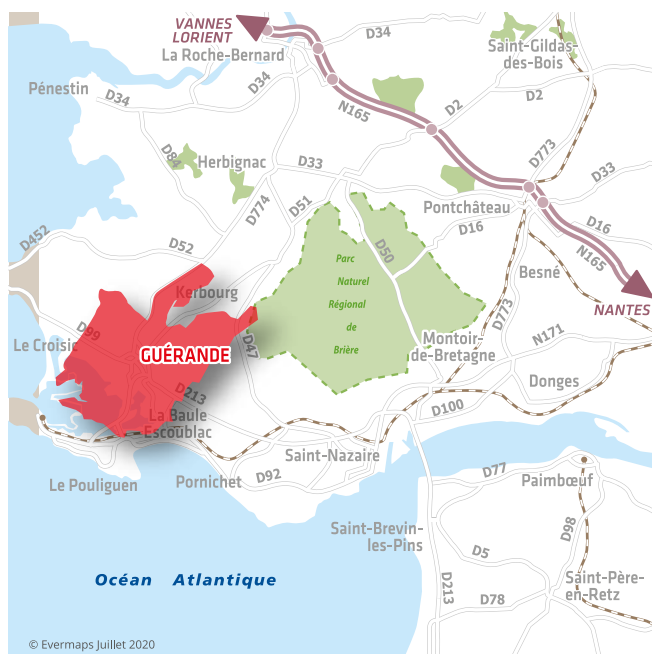 VANNES
LORIENT
D34
La Roche-Bernard
Saint-Gildas-
des-Bois
Pénestin
D34
D34
N165
D2
D2
D84
Herbignac
D33
D773
D33
D774
D51
Pontchâteau
D16
D16
N165
D452
D52
D50
Parc
Naturel
Régional
de
Brière
Besné
Kerbourg
D773
NANTES
Le Croisic
D99
GUÉRANDE
D47
Montoir-
de-Bretagne
N171
Donges
D213
D100
La Baule
Escoublac
Saint-Nazaire
Le Pouliguen
Pornichet
D92
D77
Paimbœuf
Saint-Brevin-
les-Pins
D98
D5
Océan Atlantique
D213
D78
Saint-Père-
en-Retz
© Evermaps Juillet 2020